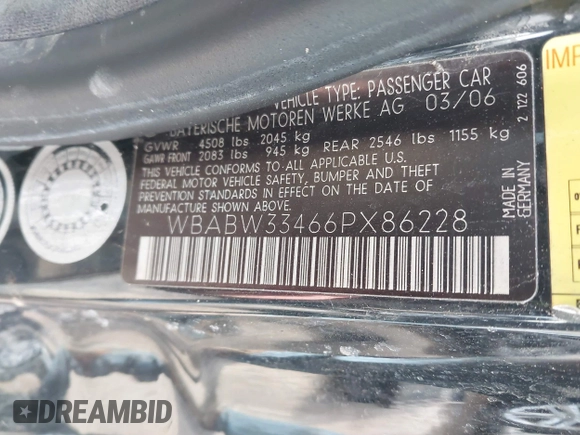 VEHICLE TYPE: PASSENGER CAR
BAYERISCHE MOTOREN WERKE AG 03/06
GVWR 4508 lbs 2045 kg
GAWR FRONT 2083 lbs 945 kg REAR 2546 lbs 1155 kg
THIS VEHICLE CONFORMS TO ALL APPLICABLE U.S.
FEDERAL MOTOR VEHICLE SAFETY, BUMPER AND THEFT
PREVENTION STANDARDS IN EFFECT ON THE DATE OF
MANUFACTURE SHOWN ABOVE.
WBABW33466PX86228
2 122 606
MADE IN
GERMANY
IMP
DREAMBID